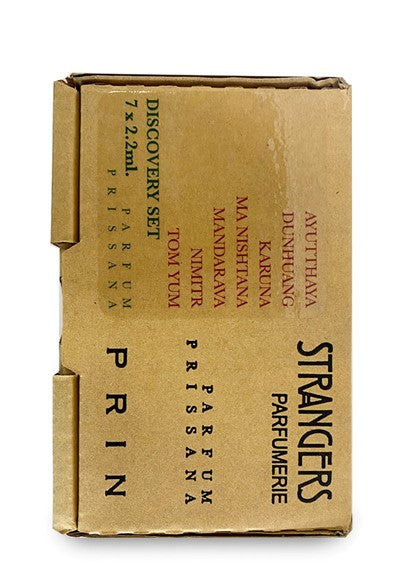 AYUTTHAYA
DUNHUANG
KARUNA
MA NISHTANA
MANDARAVA
NIMITR
TOM YUM
DISCOVERY SET
7 x 2.2ml.
PARFUM
PRISSANA
STRANGERS
PARFUMERIE
PARFUM
PRISSANA
PRIN